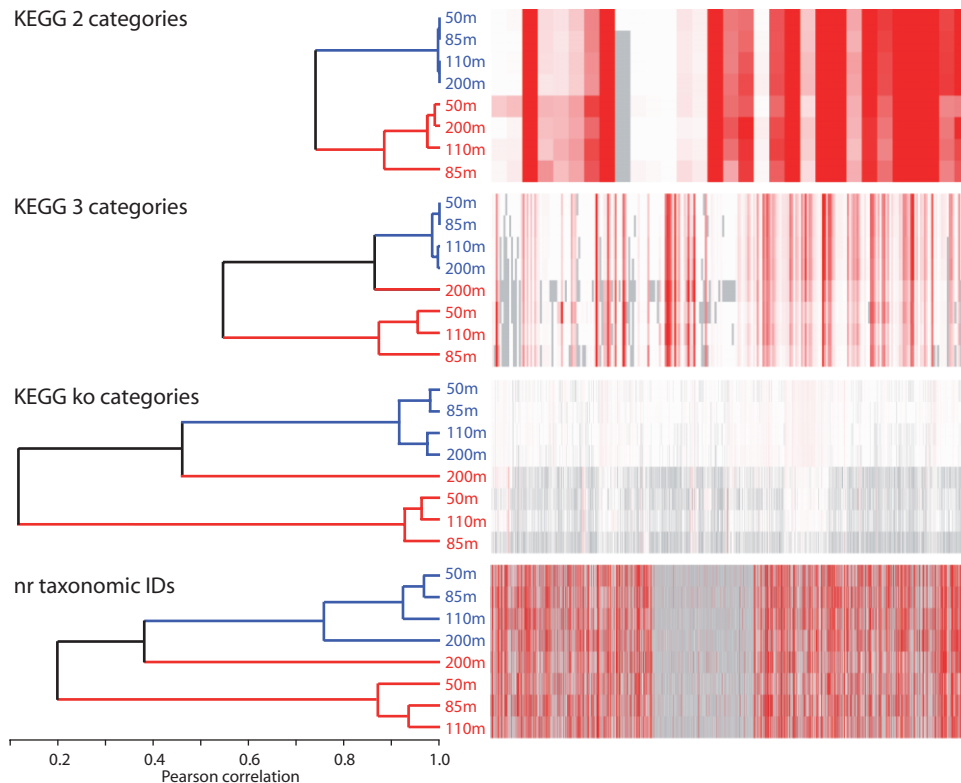 KEGG 2 categories
50m
85m
110m
200m
50m
200m
110m
85m
KEGG 3 categories
50m
85m
110m
200m
200m
50m
110m
85m
KEGG ko categories
50m
85m
110m
200m
200m
50m
110m
85m
nr taxonomic IDs
50m
85m
110m
200m
200m
50m
85m
110m
0.2 0.4 0.6 0.8 1.0
Pearson correlation